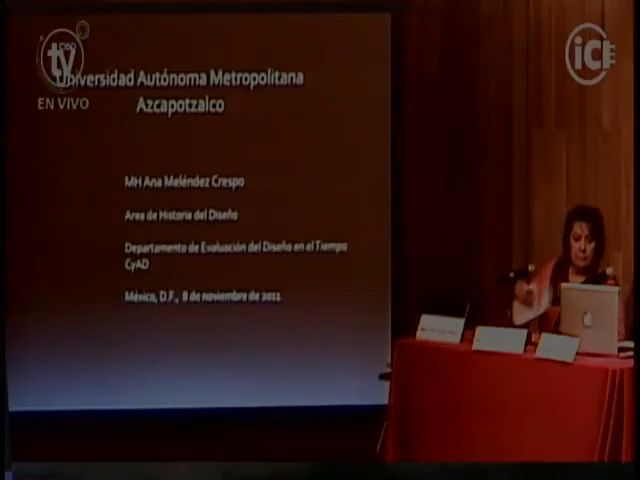 tv
EN VIVO
iCE
Universidad Autónoma Metropolitana
Azcapotzalco
MH Ana Meléndez Crespo
Area de Historia del Diseño
Departamento de Evaluación del Diseño en el Tiempo
CyAD
México, D.F., 8 de noviembre de 2011